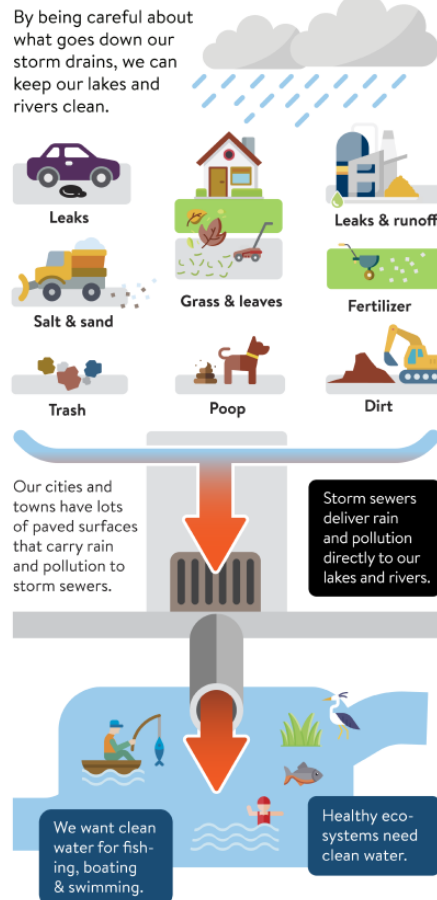 By being careful about
what goes down our
storm drains, we can
keep our lakes and
rivers clean.
Leaks
Grass & leaves
Leaks & runoff
Salt & sand
Fertilizer
Trash
Poop
Dirt
Our cities and
towns have lots
of paved surfaces
that carry rain
and pollution to
storm sewers.
Storm sewers
deliver rain
and pollution
directly to our
lakes and rivers.
We want clean
water for fish-
ing, boating
& swimming.
Healthy eco-
systems need
clean water.